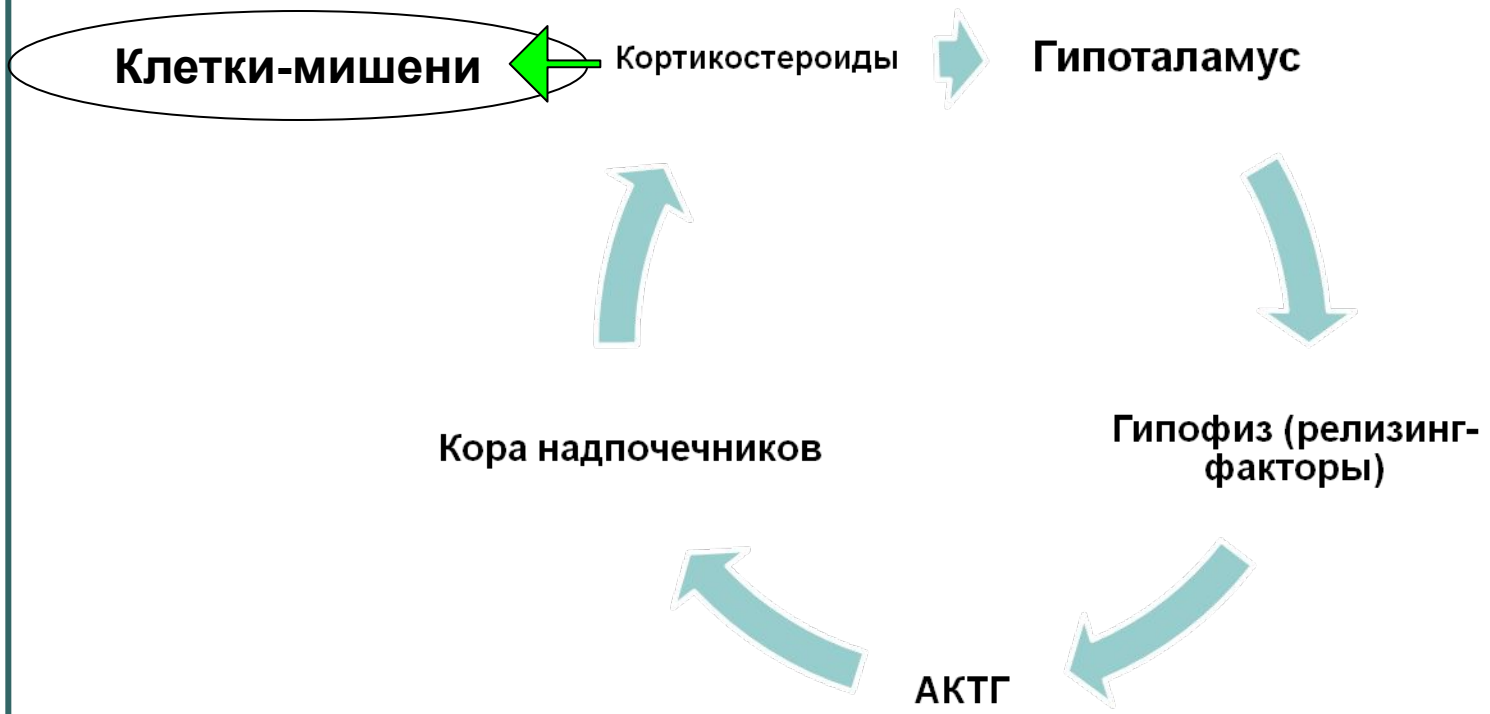 Клетки-мишени
Кортикостероиды
Гипоталамус
Гипофиз (релизинг-
факторы)
АКТГ
Кора надпочечников